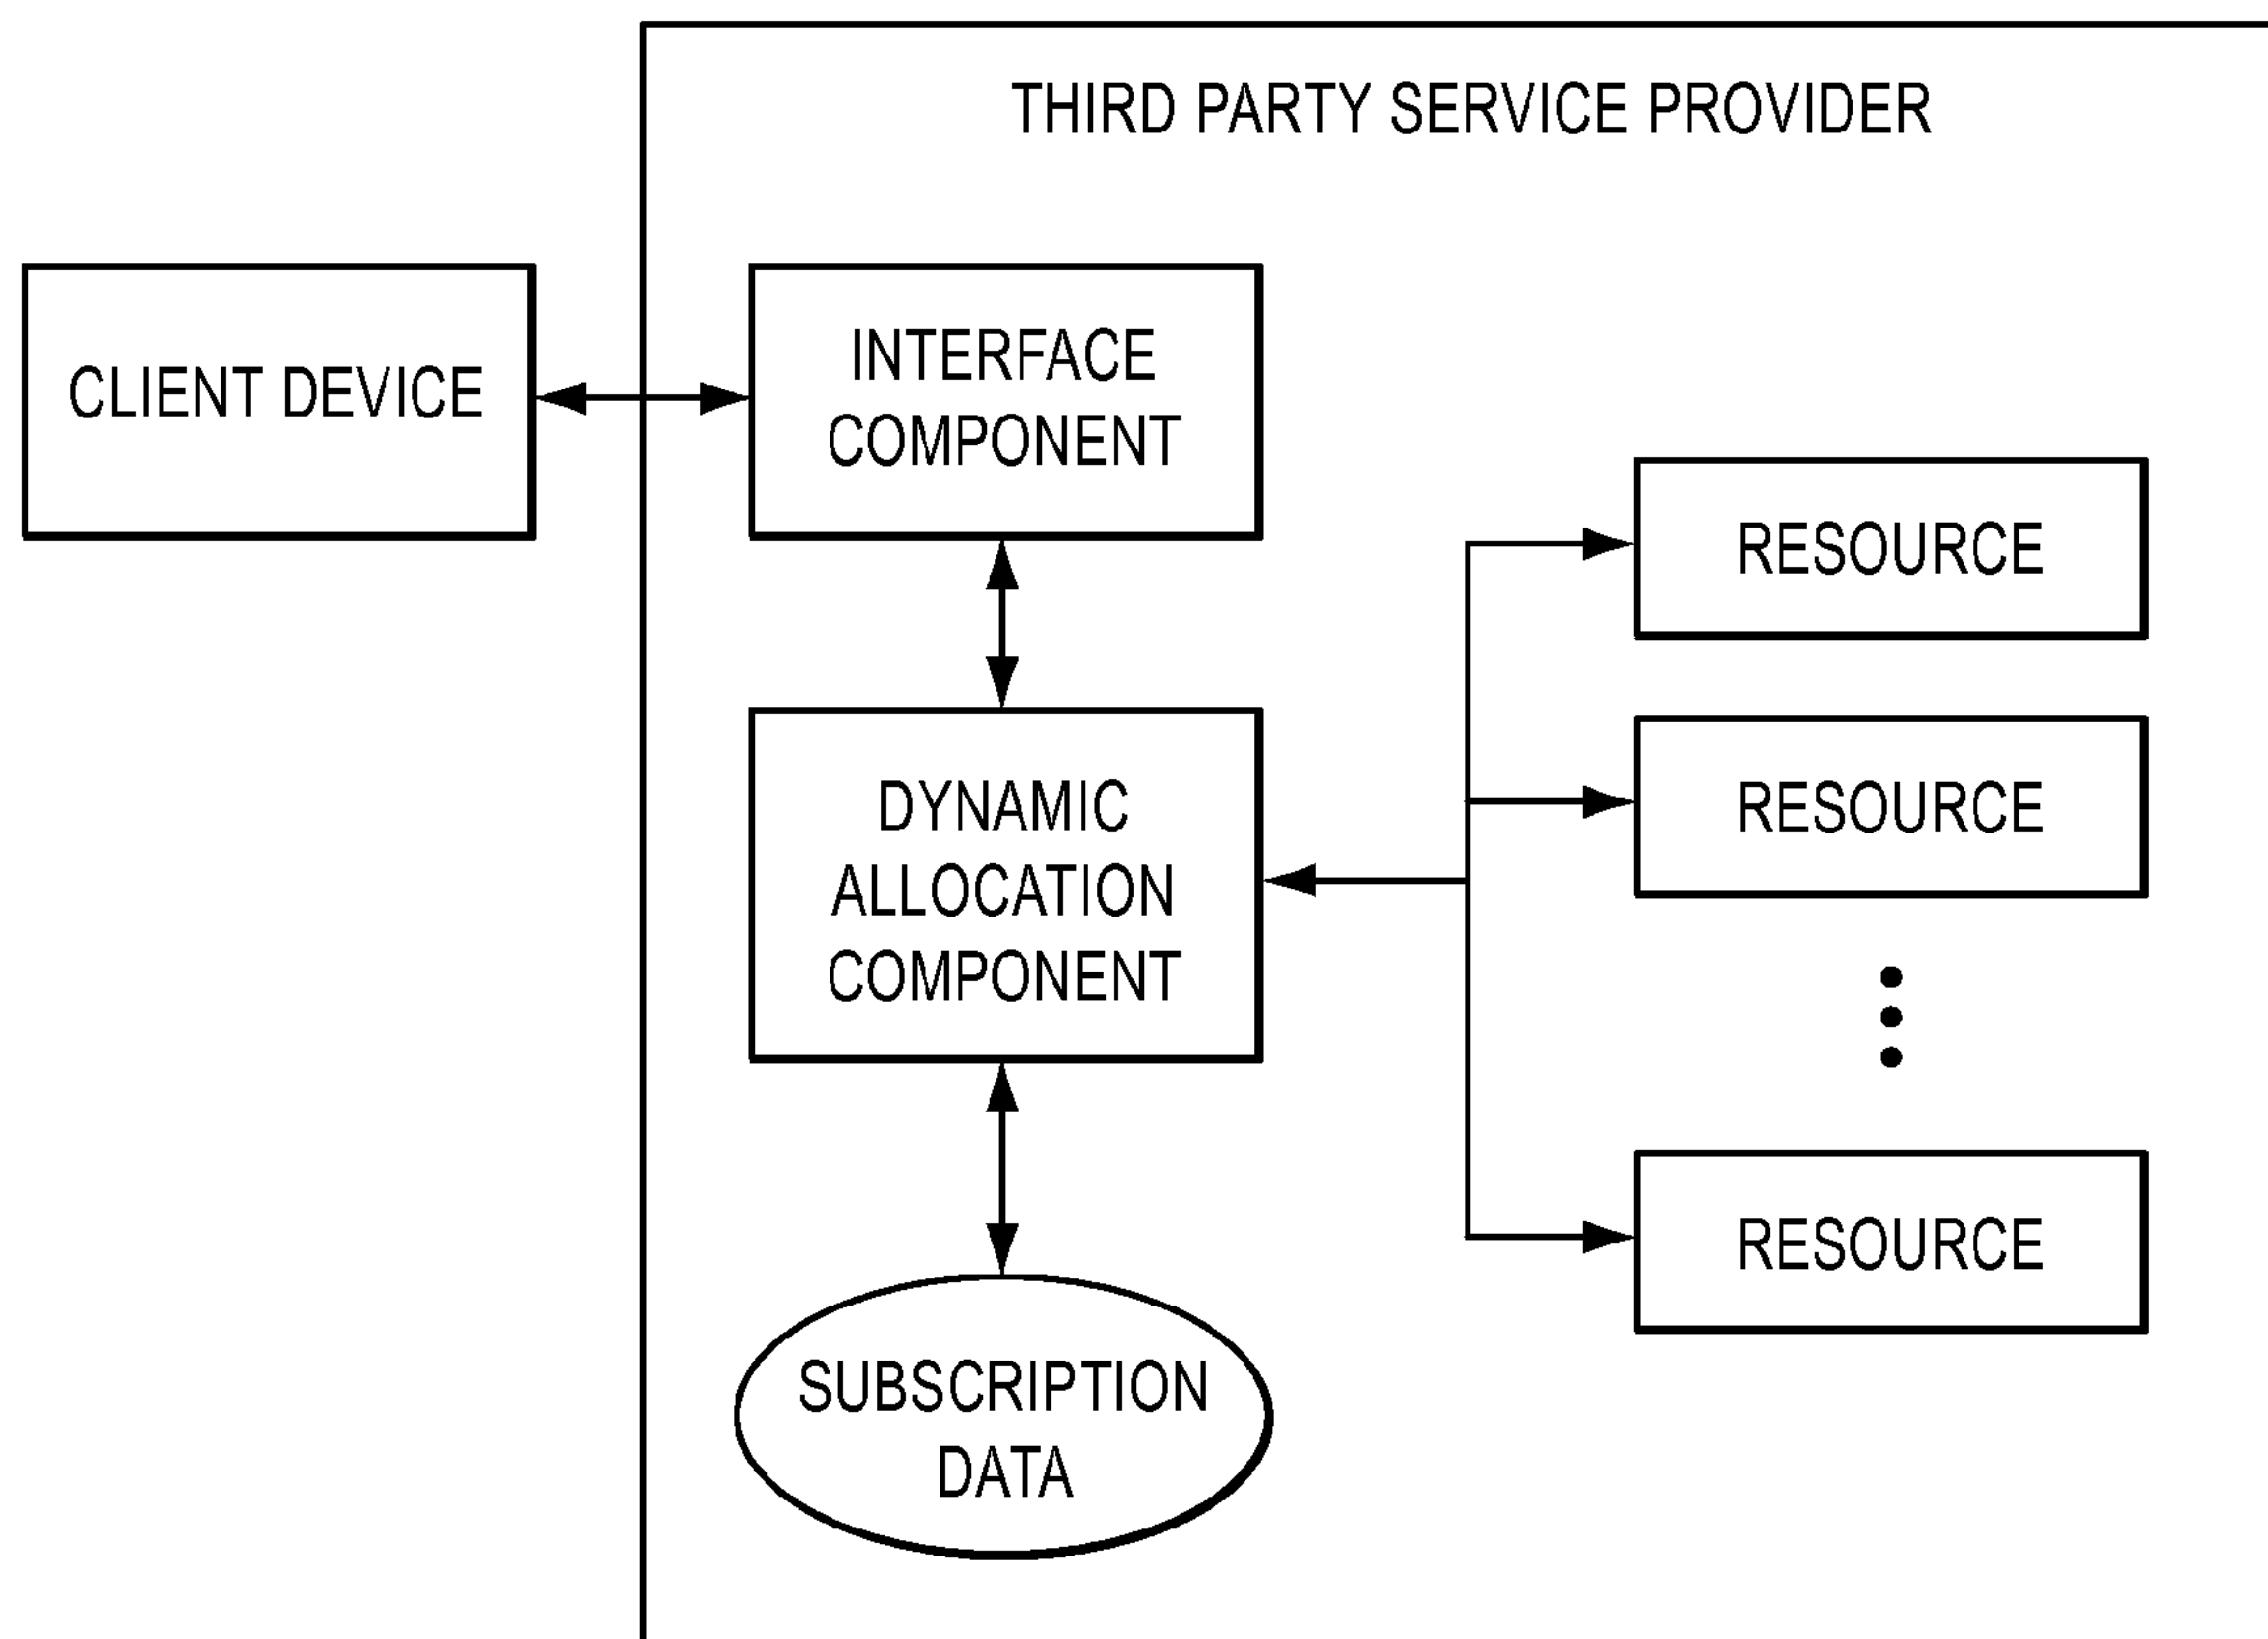 THIRD PARTY SERVICE PROVIDER
CLIENT DEVICE
INTERFACE
COMPONENT
RESOURCE
RESOURCE
DYNAMIC
ALLOCATION
COMPONENT
RESOURCE
SUBSCRIPTION
DATA